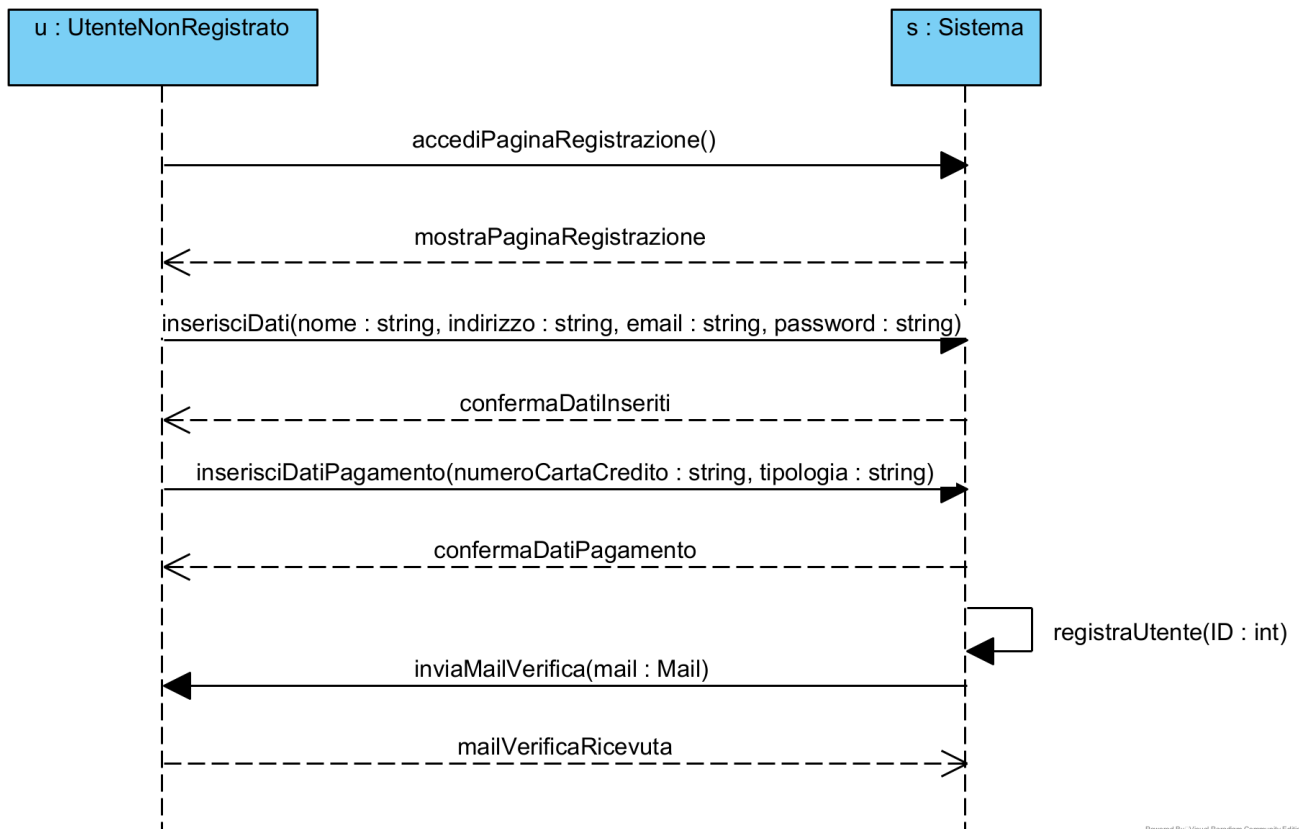 u : UtenteNonRegistrato
s : Sistema
accediPaginaRegistrazione()
mostraPaginaRegistrazione
inserisciDati(nome : string, indirizzo : string, email : string, password : string)
confermaDatiInseriti
inserisciDatiPagamento(numeroCartaCredito : string, tipologia : string)
confermaDatiPagamento
registraUtente(ID : int)
inviaMailVerifica(mail : Mail)
mailVerificaRicevuta